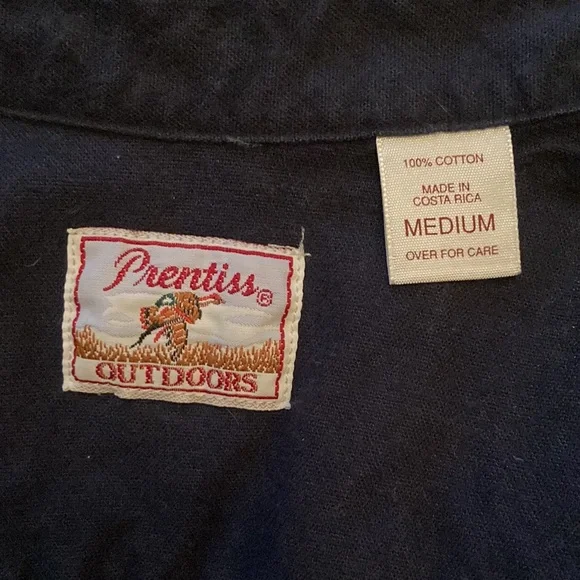 Prentiss®
OUTDOORS
100% COTTON
MADE IN
COSTA RICA
MEDIUM
OVER FOR CARE